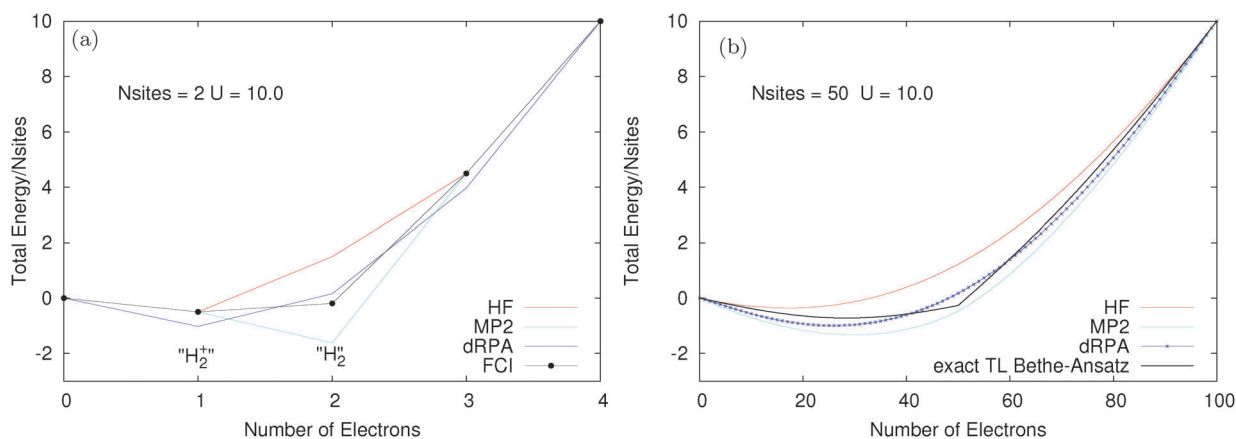 (a)
Nsites = 2 U = 10.0
Total Energy/Nsites
10
8
6
4
2
0
-2
"H2+"
"H2"
HF
MP2
dRPA
FCI
0 1 2 3 4
Number of Electrons
(b)
Nsites = 50 U = 10.0
Total Energy/Nsites
10
8
6
4
2
0
-2
HF
MP2
dRPA
exact TL Bethe-Ansatz
0 20 40 60 80 100
Number of Electrons